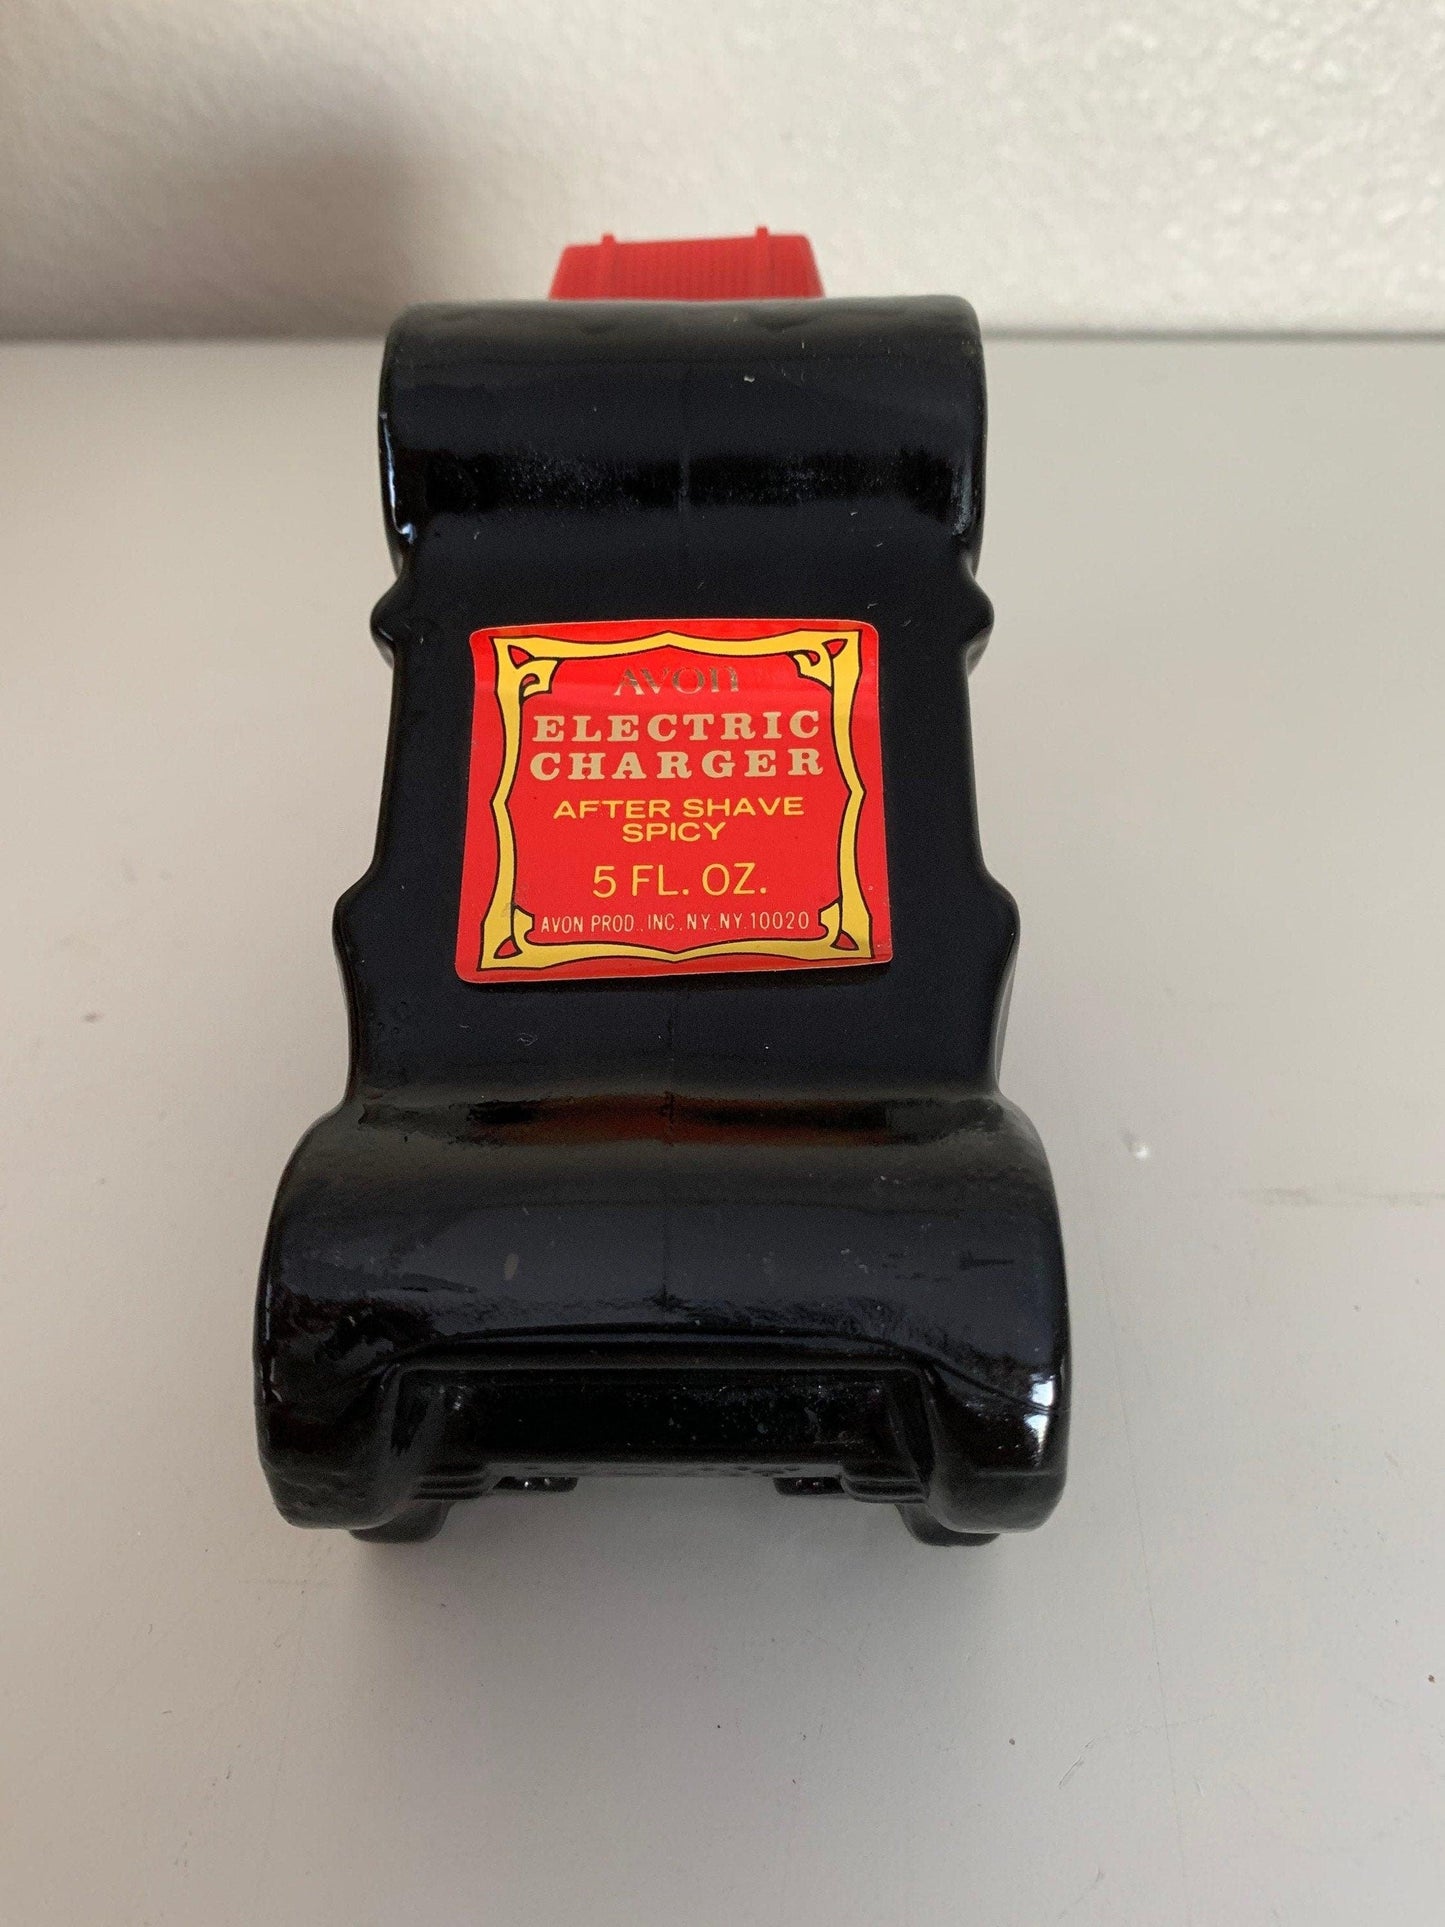 AVON
ELECTRIC
CHARGER
AFTER SHAVE
SPICY
5 FL. OZ.
AVON PROD., INC., NY., NY. 10020